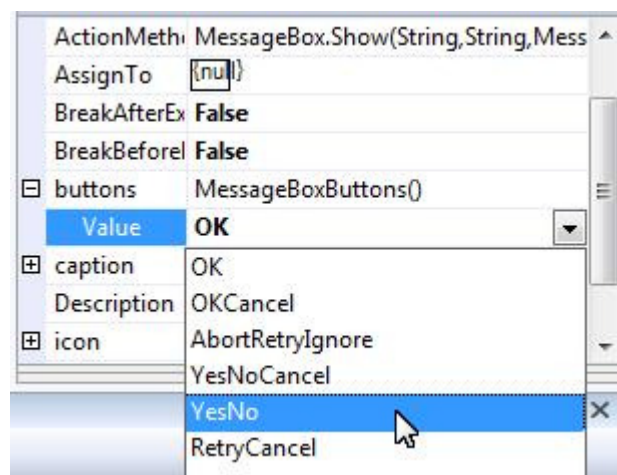 ActionMeth MessageBox.Show(String,String,Mess
AssignTo {null}
BreakAfterEx False
BreakBeforeI False
buttons MessageBoxButtons()
Value OK
caption OK
Description OKCancel
icon AbortRetryIgnore
YesNoCancel
YesNo
RetryCancel